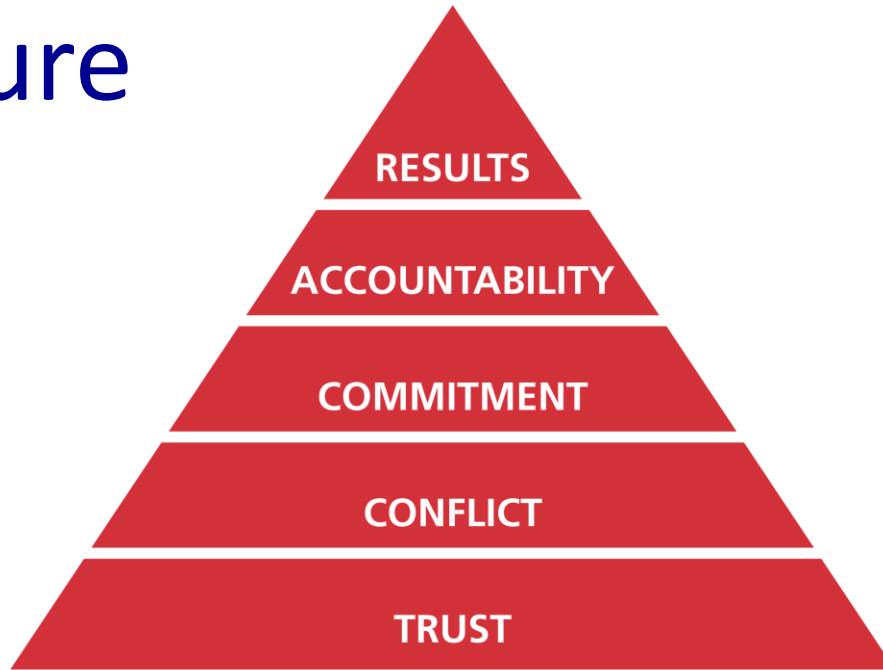 ure
RESULTS
ACCOUNTABILITY
COMMITMENT
CONFLICT
TRUST